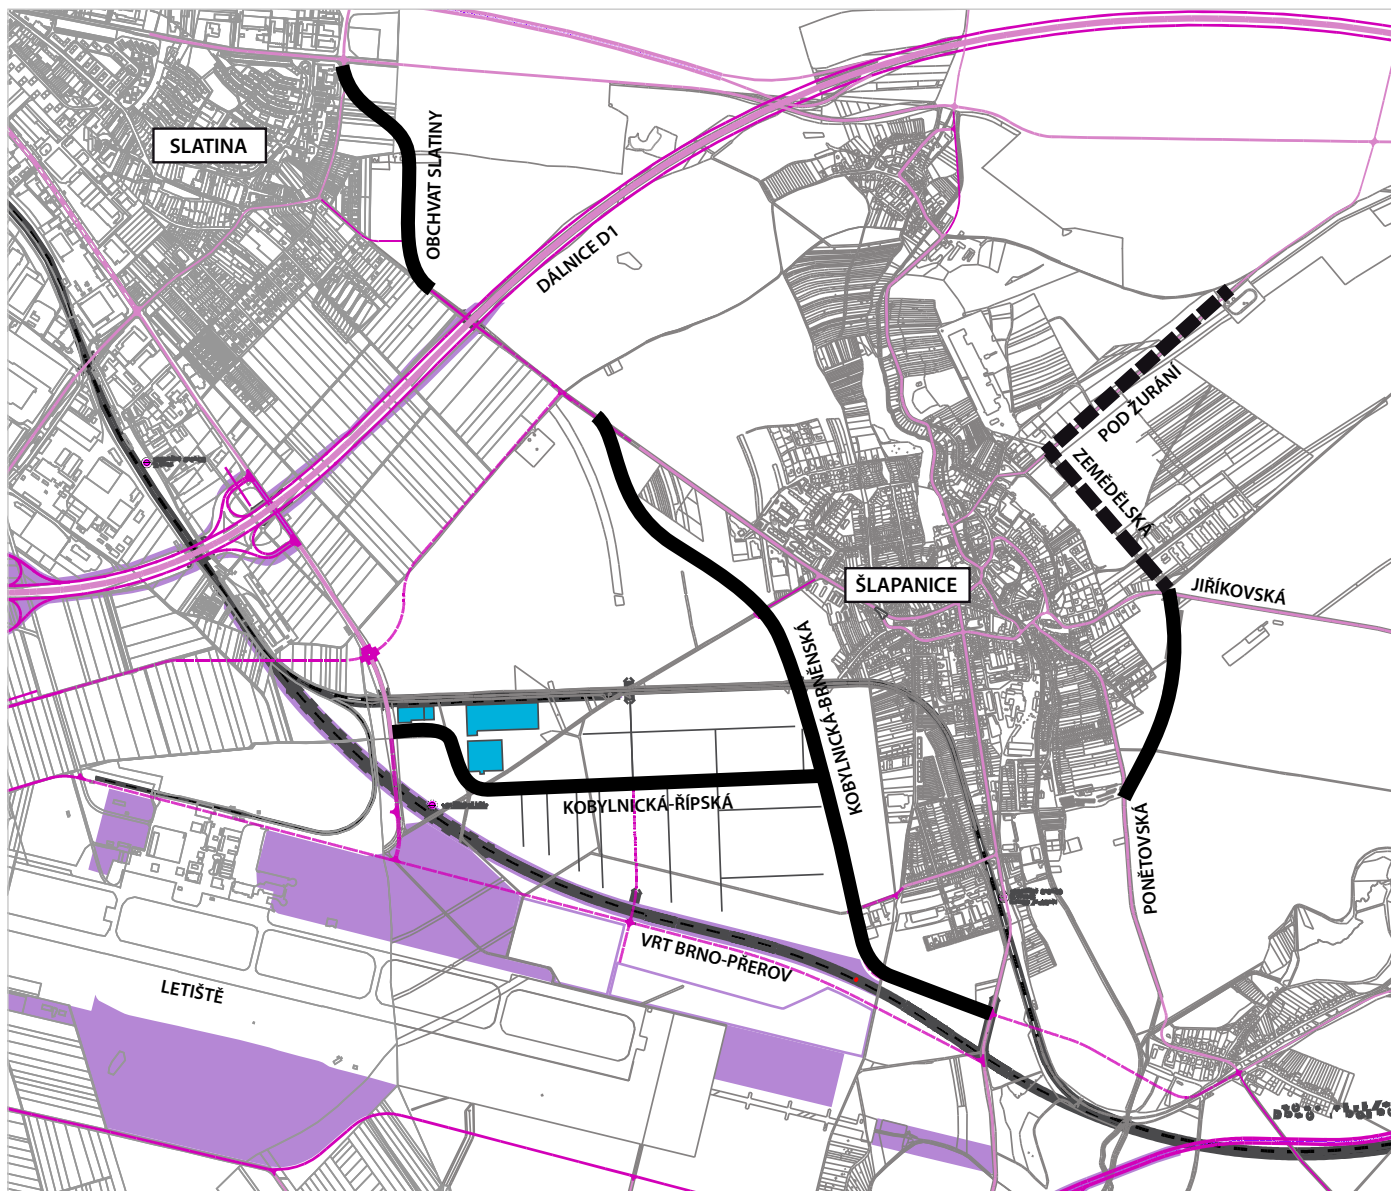 SLATINA
OBCHVAT SLATINY
DÁLNICE D1
POD ŽURÁNÍ
ZEMĚDĚLSKÁ
ŠLAPANICE
JIŘÍKOVSKÁ
KOBYLNICKÁ-BRNĚNSKÁ
KOBYLNICKÁ-ŘÍPSKÁ
PONĚTOVSKÁ
VRT BRNO-PŘEROV
LETIŠTĚ